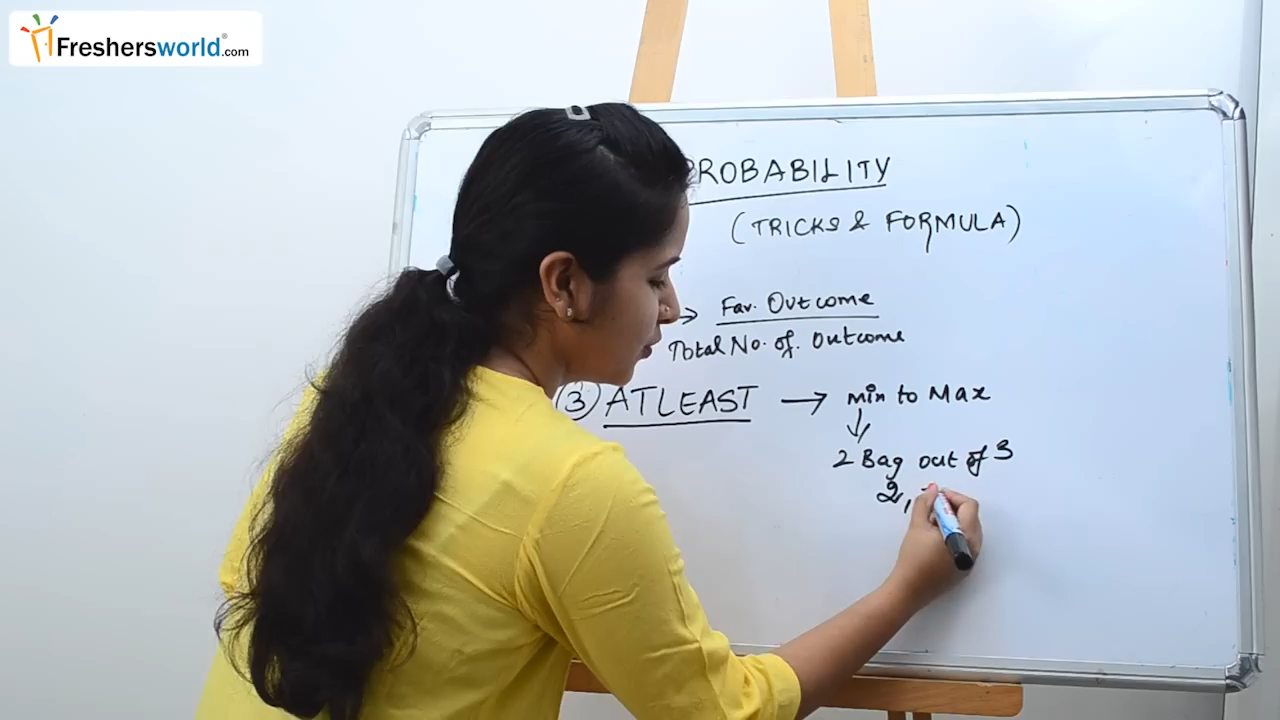 Freshersworld.com
PROBABILITY
(TRICKS & FORMULA)
→ Fav. Outcome
Total No. of. Outcome
③ ATLEAST → Min to Max
↓
2 Bag out of 3
2,